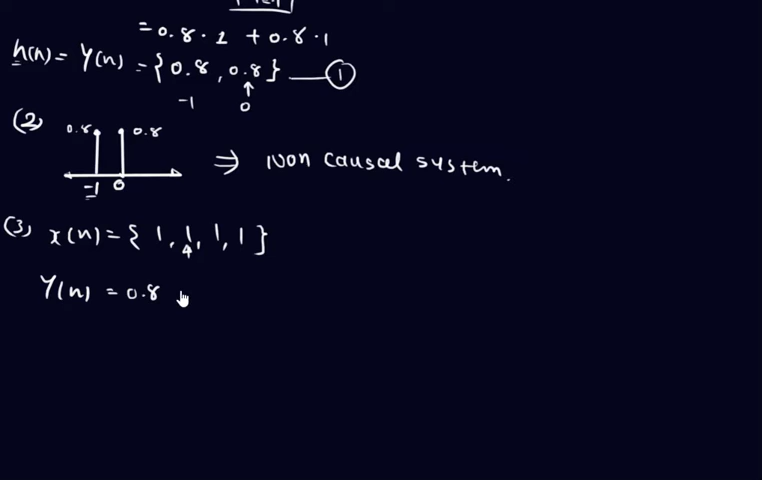 = 0.8 · 1 + 0.8 · 1
h(n) = Y(n) = { 0.8 , 0.8 } — 1
↑
-1 0
(2)
0.8 0.8 ⇒ Non causal system.
-1 0
(3) x(n) = { 1, 1, 1, 1 }
↑
Y(n) = 0.8